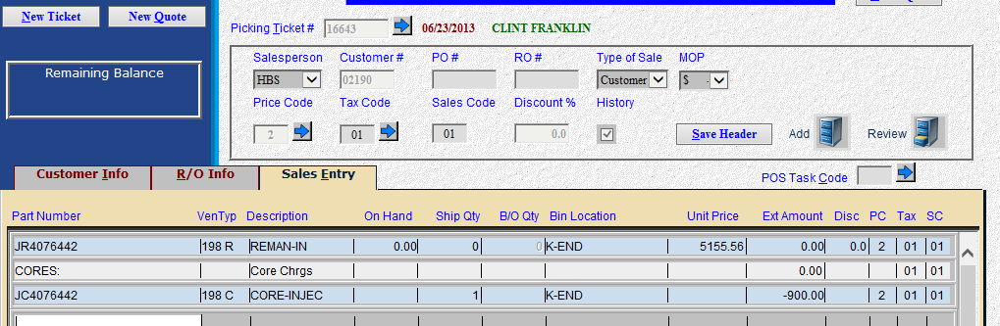 New Ticket New Quote
Remaining Balance
Picking Ticket # 16643 06/23/2013 CLINT FRANKLIN
Salesperson Customer # PO # RO # Type of Sale MOP
HBS 02190 Customer $ -
Price Code Tax Code Sales Code Discount % History
2 01 01 0.0 Save Header Add Review
Customer Info R/O Info Sales Entry POS Task Code
Part Number VenTyp Description On Hand Ship Qty B/O Qty Bin Location Unit Price Ext Amount Disc PC Tax SC
JR4076442 198 R REMAN-IN 0.00 0 0 K-END 5155.56 0.00 0.0 2 01 01
CORES: Core Chrgs 0.00 01 01
JC4076442 198 C CORE-INJEC 1 K-END -900.00 2 01 01